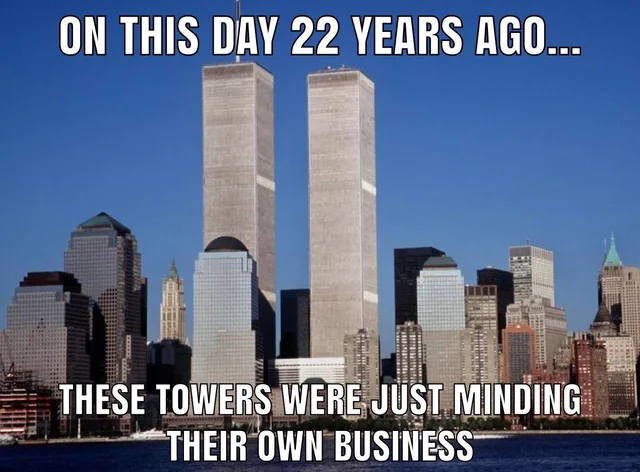 ON THIS DAY 22 YEARS AGO...
THESE TOWERS WERE JUST MINDING
THEIR OWN BUSINESS